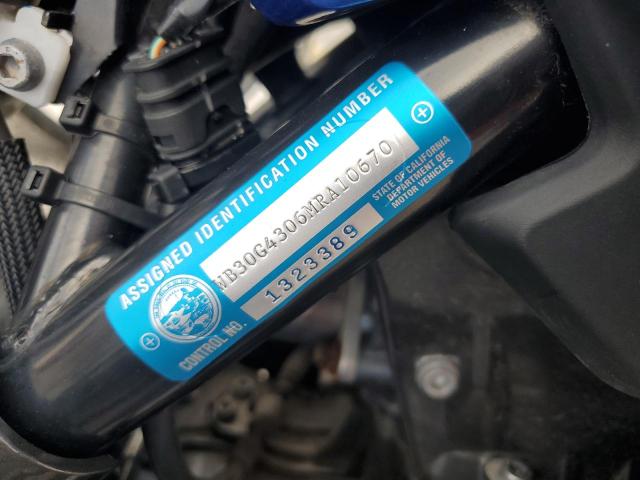 ASSIGNED IDENTIFICATION NUMBER
WB30G4306MRA10670
1323389
CONTROL NO.
STATE OF CALIFORNIA
DEPARTMENT OF
MOTOR VEHICLES